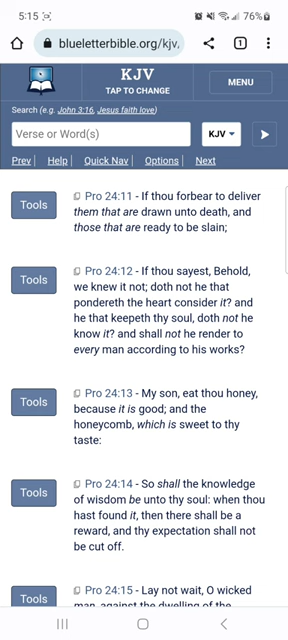 5:15
76%
blueletterbible.org/kjv,
1
KJV
TAP TO CHANGE
MENU
Search (e.g. John 3:16, Jesus faith love)
Verse or Word(s)
KJV
Prev | Help | Quick Nav | Options | Next
Tools
Pro 24:11 - If thou forbear to deliver
them that are drawn unto death, and
those that are ready to be slain;
Tools
Pro 24:12 - If thou sayest, Behold,
we knew it not; doth not he that
pondereth the heart consider it? and
he that keepeth thy soul, doth not he
know it? and shall not he render to
every man according to his works?
Tools
Pro 24:13 - My son, eat thou honey,
because it is good; and the
honeycomb, which is sweet to thy
taste:
Tools
Pro 24:14 - So shall the knowledge
of wisdom be unto thy soul: when thou
hast found it, then there shall be a
reward, and thy expectation shall not
be cut off.
Tools
Pro 24:15 - Lay not wait, O wicked
man, against the dwelling of the